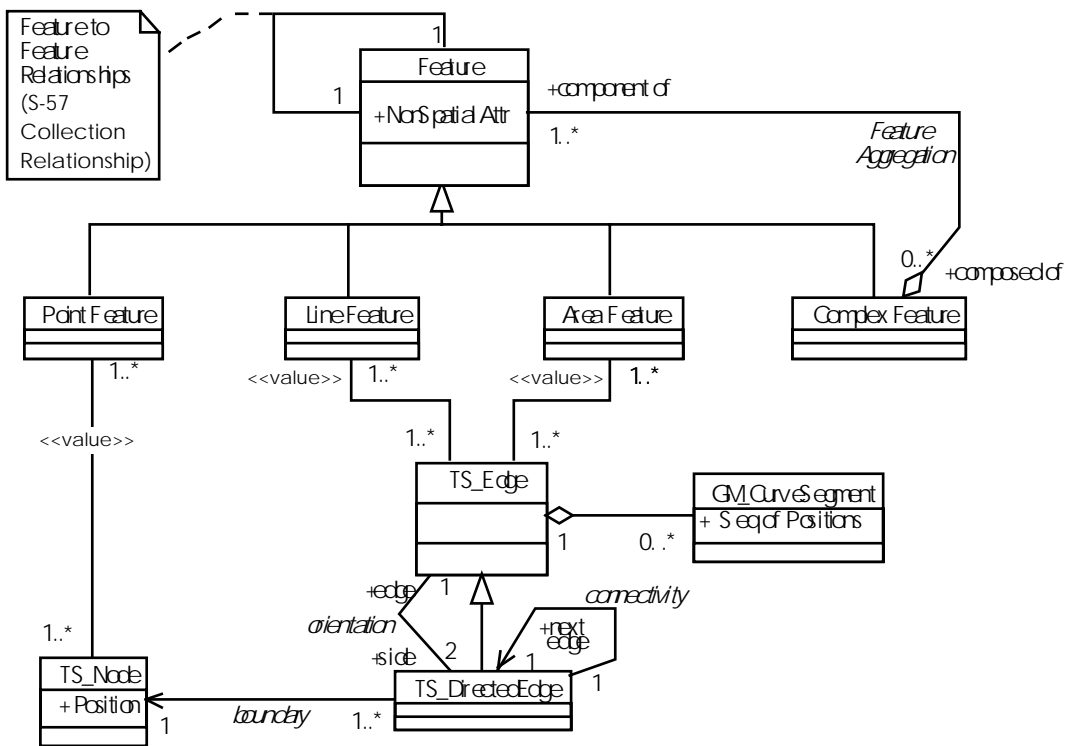 Feature to
Feature
Relationships
(S-57
Collection
Relationship)
1
Feature
1
+NonSpatial Attr
+component of
1..*
Feature
Aggregation
0..*
+composed of
Point Feature
Line Feature
Area Feature
Complex Feature
1..*
<<value>>
1..*
<<value>>
1..*
<<value>>
1..*
1..*
TS_Edge
GM_CurveSegment
+ Seq of Positions
1
0..*
+edge
1
connectivity
orientation
+next
edge
1..*
+side
2
1
1
TS_Node
+Position
TS_DirectedEdge
1
boundary
1..*